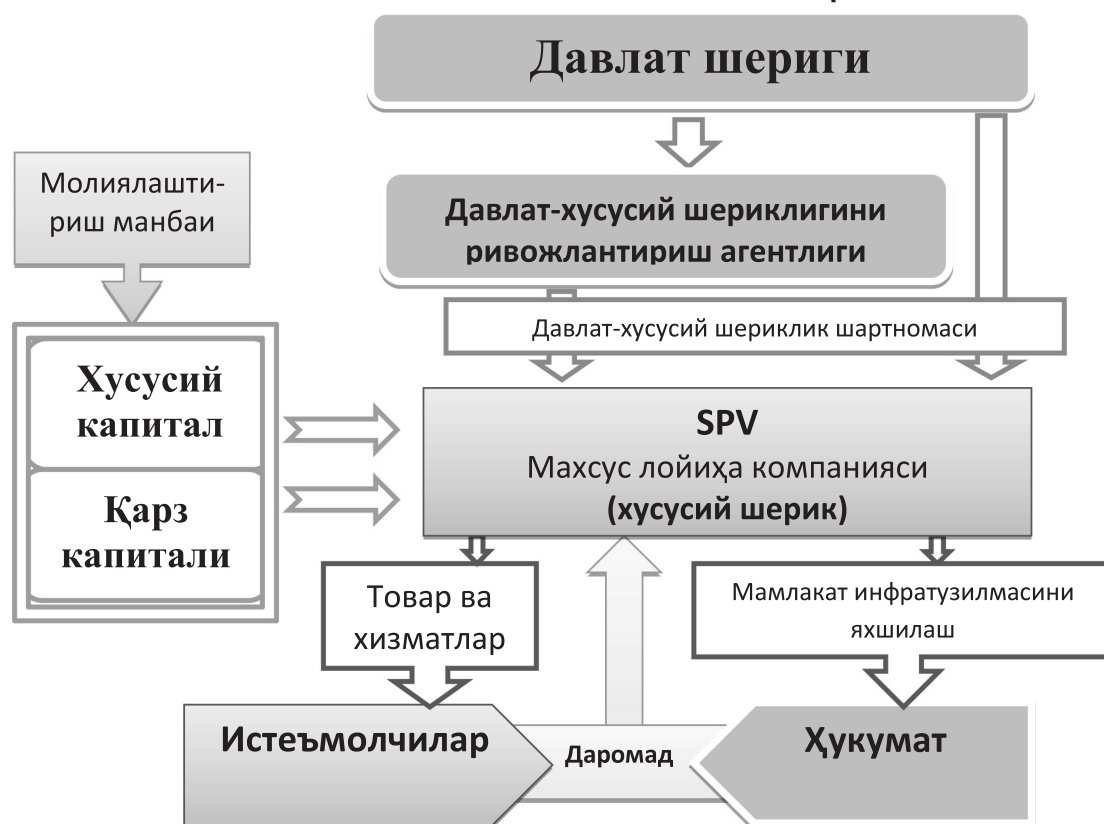 Давлат шериги
Молиялашти-
риш манбаи
Давлат-хусусий шериклигини
ривожлантириш агентлиги
Давлат-хусусий шериклик шартномаси
Хусусий
капитал
Қарз
капитали
SPV
Махсус лойиҳа компанияси
(хусусий шерик)
Товар ва
хизматлар
Мамлакат инфратузилмасини
яхшилаш
Истеъмолчилар
Даромад
Ҳукумат